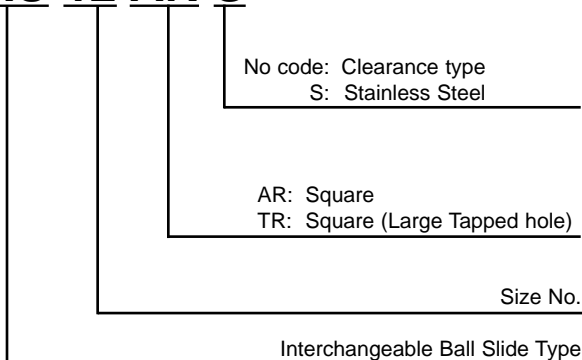 No code: Clearance type
S: Stainless Steel
AR: Square
TR: Square (Large Tapped hole)
Size No.
Interchangeable Ball Slide Type